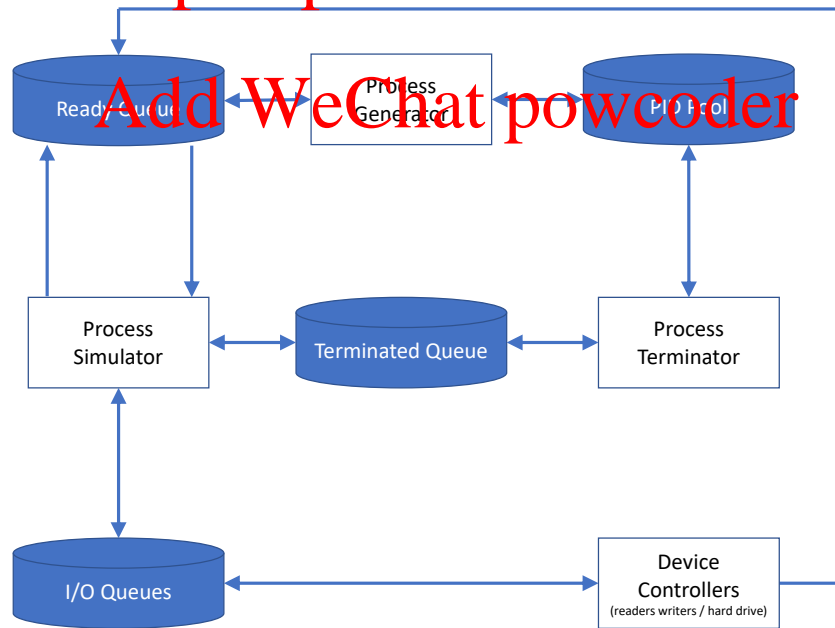 Add WeChat powcoder
Ready Queue
Process
Generator
PID Pool
Process
Simulator
Terminated Queue
Process
Terminator
I/O Queues
Device
Controllers
(readers writers / hard drive)